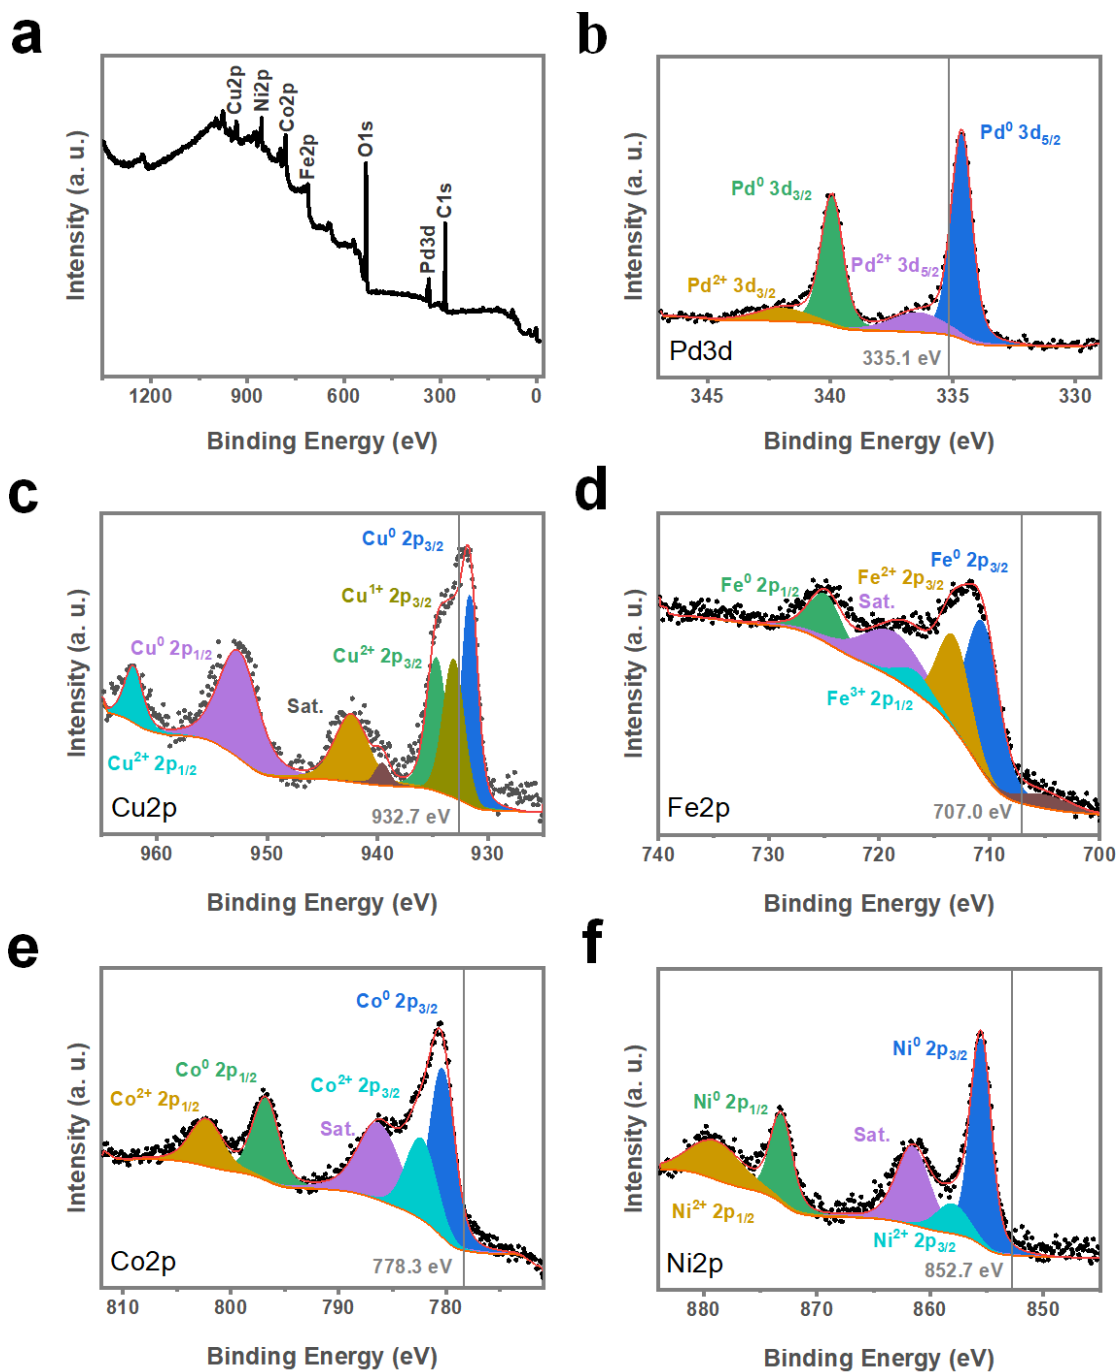 a
Cu2p
Ni2p
Co2p
Fe2p
O1s
Pd3d
C1s
Intensity (a. u.)
1200 900 600 300 0
Binding Energy (eV)
b
Pd⁰ 3d₅/₂
Pd⁰ 3d₃/₂
Pd²⁺ 3d₅/₂
Pd²⁺ 3d₃/₂
Pd3d
335.1 eV
Intensity (a. u.)
345 340 335 330
Binding Energy (eV)
c
Cu⁰ 2p₃/₂
Cu¹⁺ 2p₃/₂
Cu⁰ 2p₁/₂
Cu²⁺ 2p₃/₂
Sat.
Cu²⁺ 2p₁/₂
Cu2p
932.7 eV
Intensity (a. u.)
960 950 940 930
Binding Energy (eV)
d
Fe⁰ 2p₃/₂
Fe²⁺ 2p₃/₂
Fe⁰ 2p₁/₂
Sat.
Fe³⁺ 2p₁/₂
Fe2p
707.0 eV
Intensity (a. u.)
740 730 720 710 700
Binding Energy (eV)
e
Co⁰ 2p₃/₂
Co⁰ 2p₁/₂
Co²⁺ 2p₃/₂
Co²⁺ 2p₁/₂
Sat.
Co2p
778.3 eV
Intensity (a. u.)
810 800 790 780
Binding Energy (eV)
f
Ni⁰ 2p₃/₂
Ni⁰ 2p₁/₂
Sat.
Ni²⁺ 2p₁/₂
Ni²⁺ 2p₃/₂
Ni2p
852.7 eV
Intensity (a. u.)
880 870 860 850
Binding Energy (eV)